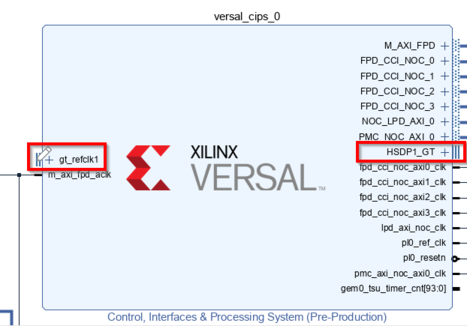 versal_cips_0
M_AXI_FPD
FPD_CCI_NOC_0
FPD_CCI_NOC_1
FPD_CCI_NOC_2
FPD_CCI_NOC_3
NOC_LPD_AXI_0
PMC_NOC_AXI_0
HSDP1_GT
gt_refclk1
m_axi_fpd_aclk
XILINX
VERSAL™
fpd_cci_noc_axi0_clk
fpd_cci_noc_axi1_clk
fpd_cci_noc_axi2_clk
fpd_cci_noc_axi3_clk
lpd_axi_noc_clk
pl0_ref_clk
pl0_resetn
pmc_axi_noc_axi0_clk
gem0_tsu_timer_cnt[93:0]
Control, Interfaces & Processing System (Pre-Production)